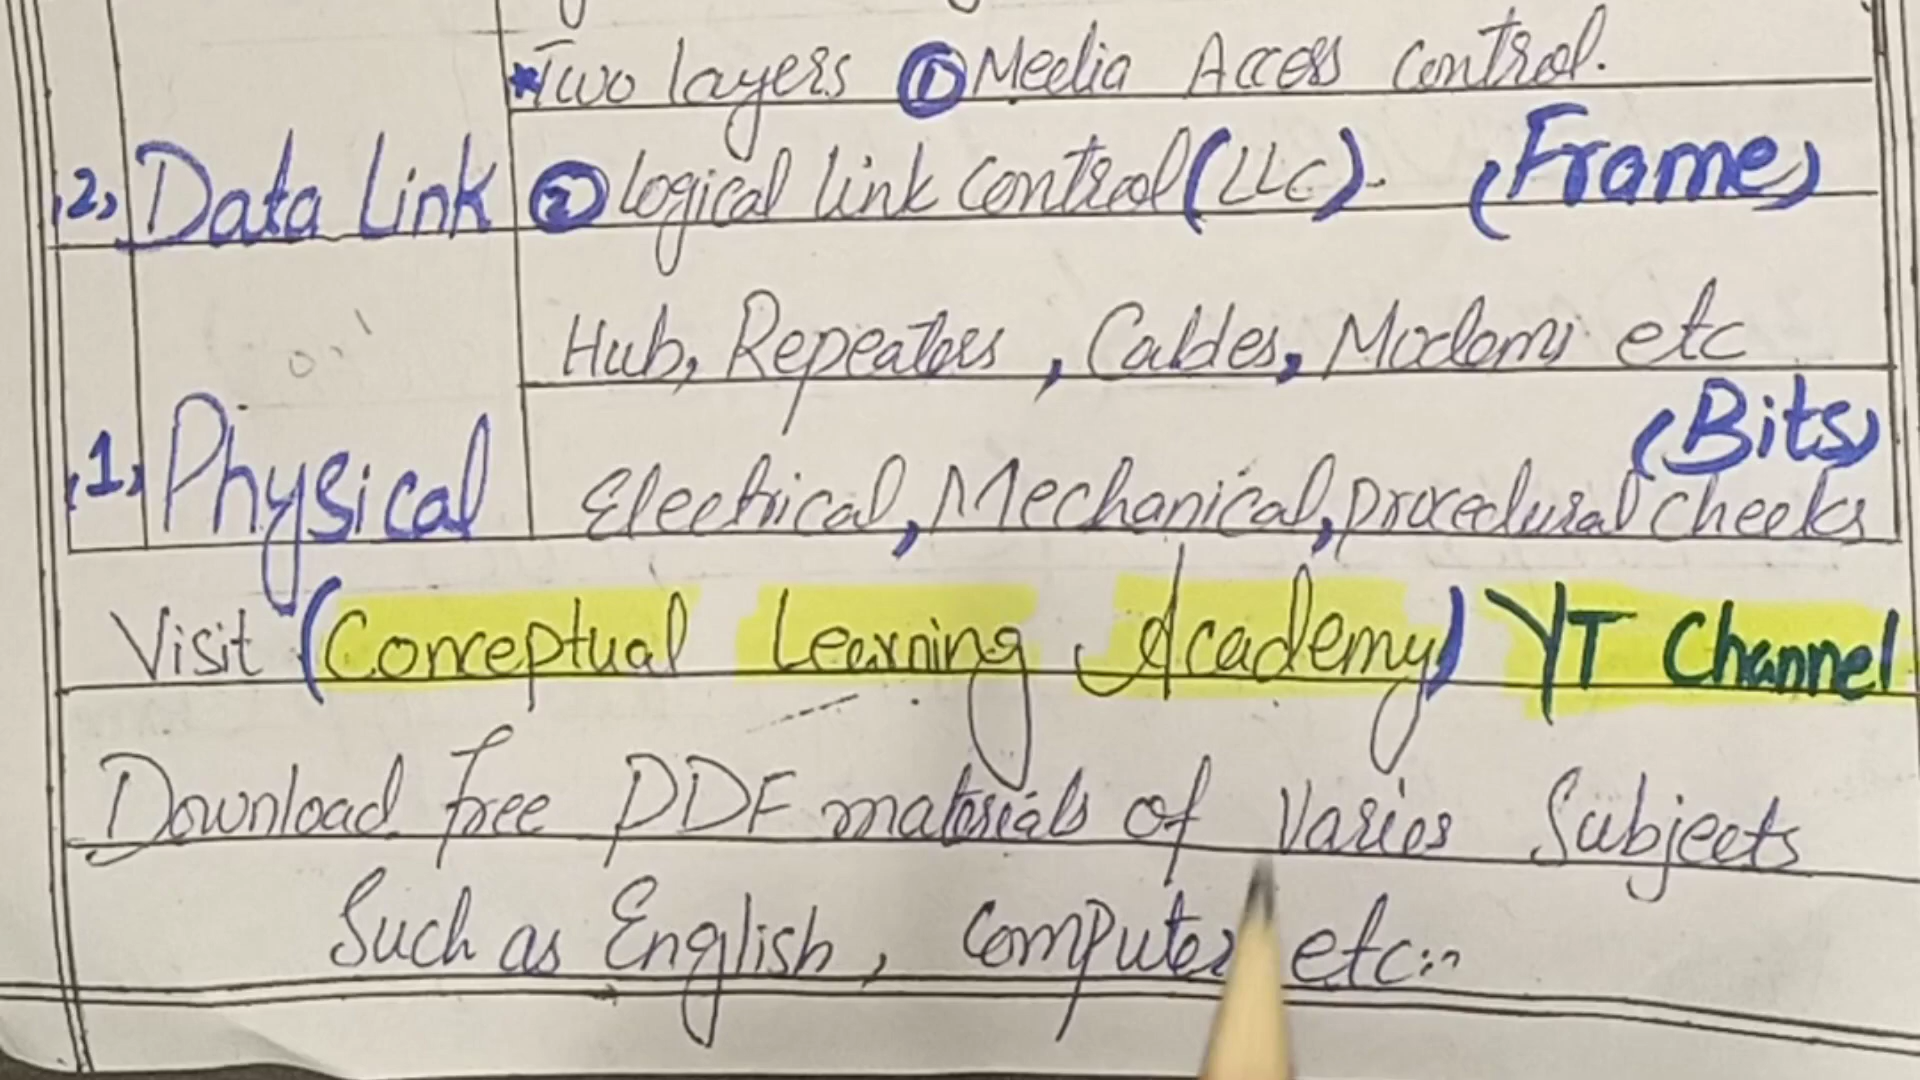 *Two layers ① Media Access Control.
(2) Data Link ② Logical link Control (LLC). (Frame)
Hub, Repeaters, Cables, Modems etc
(Bits)
(1) Physical Electrical, Mechanical, procedural checks
Visit (Conceptual Learning Academy) YT Channel
Download free PDF materials of Varios Subjects
Such as English, Computer etc..